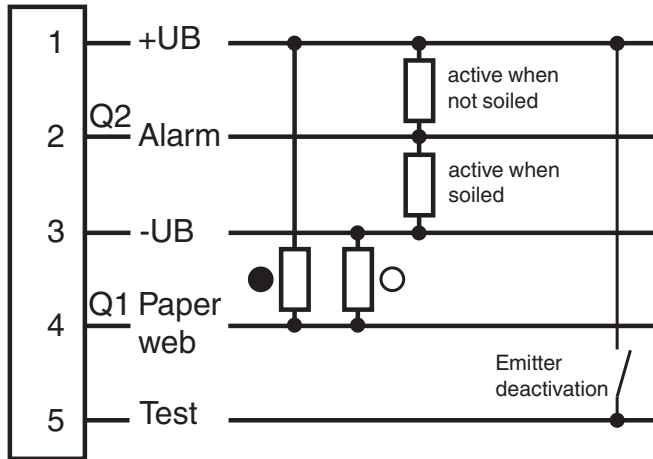 1 +UB
active when
not soiled
Q2
2 Alarm
active when
soiled
3 -UB
Q1 Paper
4 web
Emitter
deactivation
5 Test